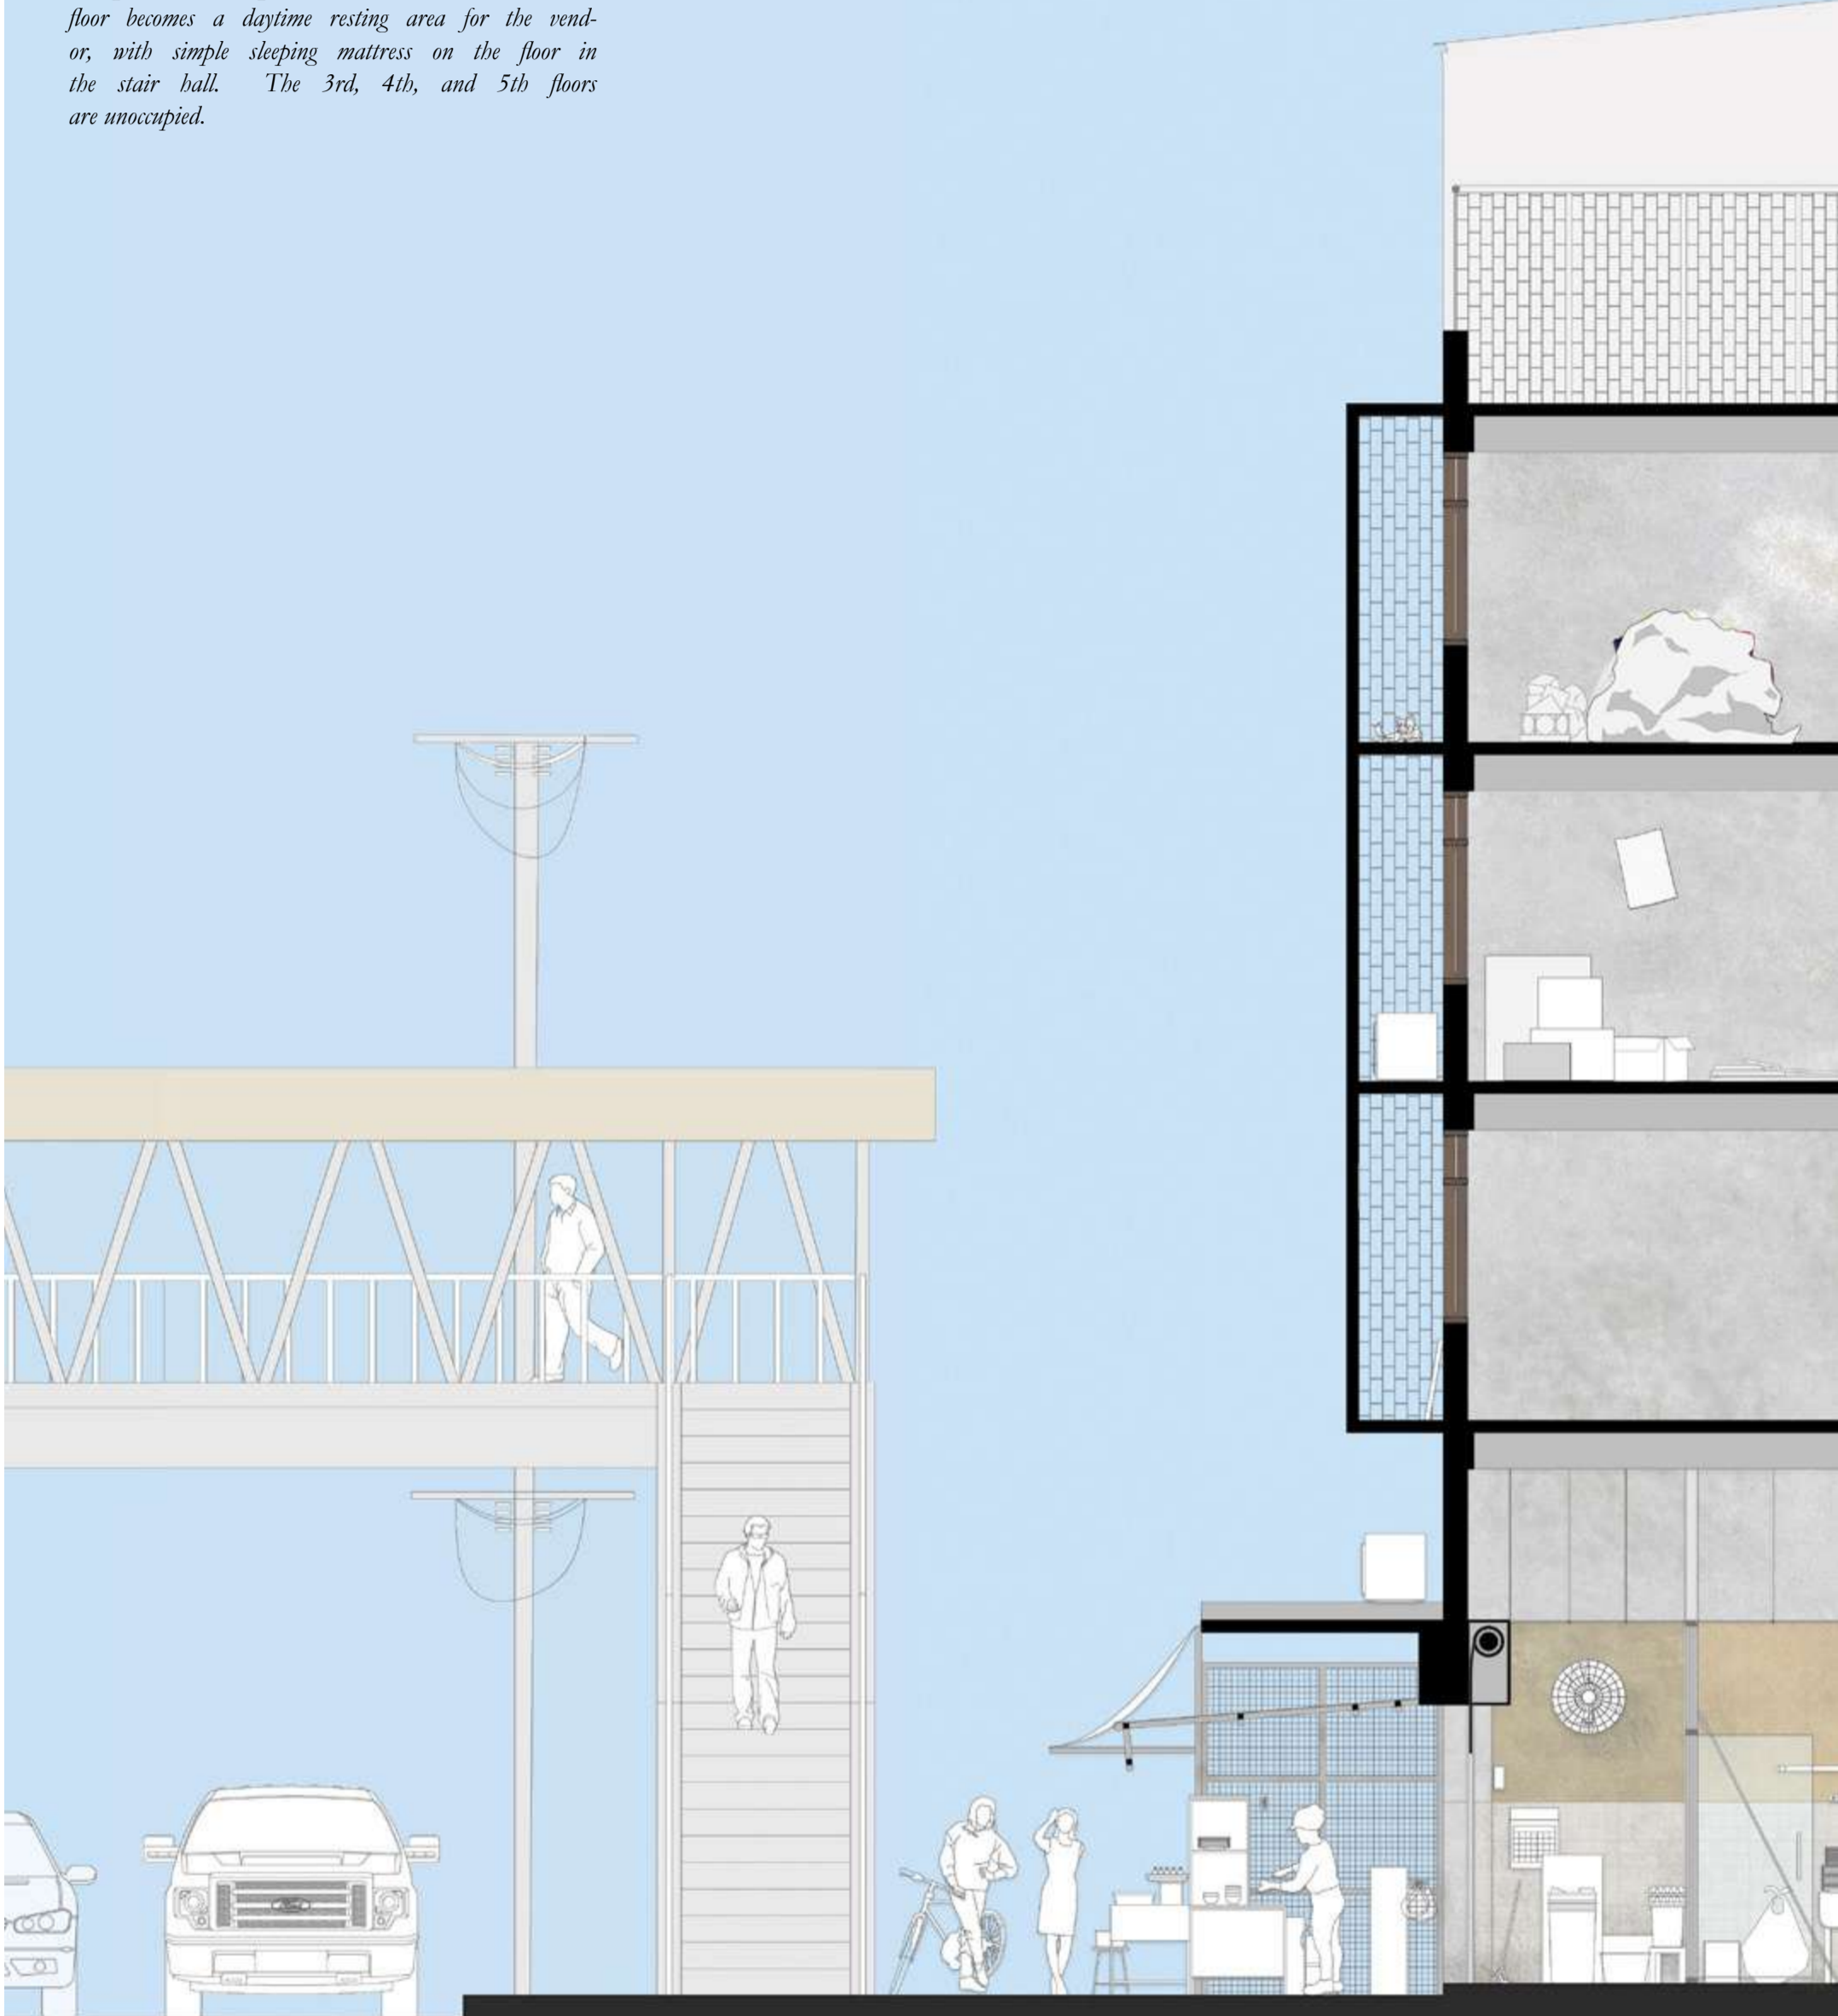 floor becomes a daytime resting area for the vend-
or, with simple sleeping mattress on the floor in
the stair hall. The 3rd, 4th, and 5th floors
are unoccupied.
Ford